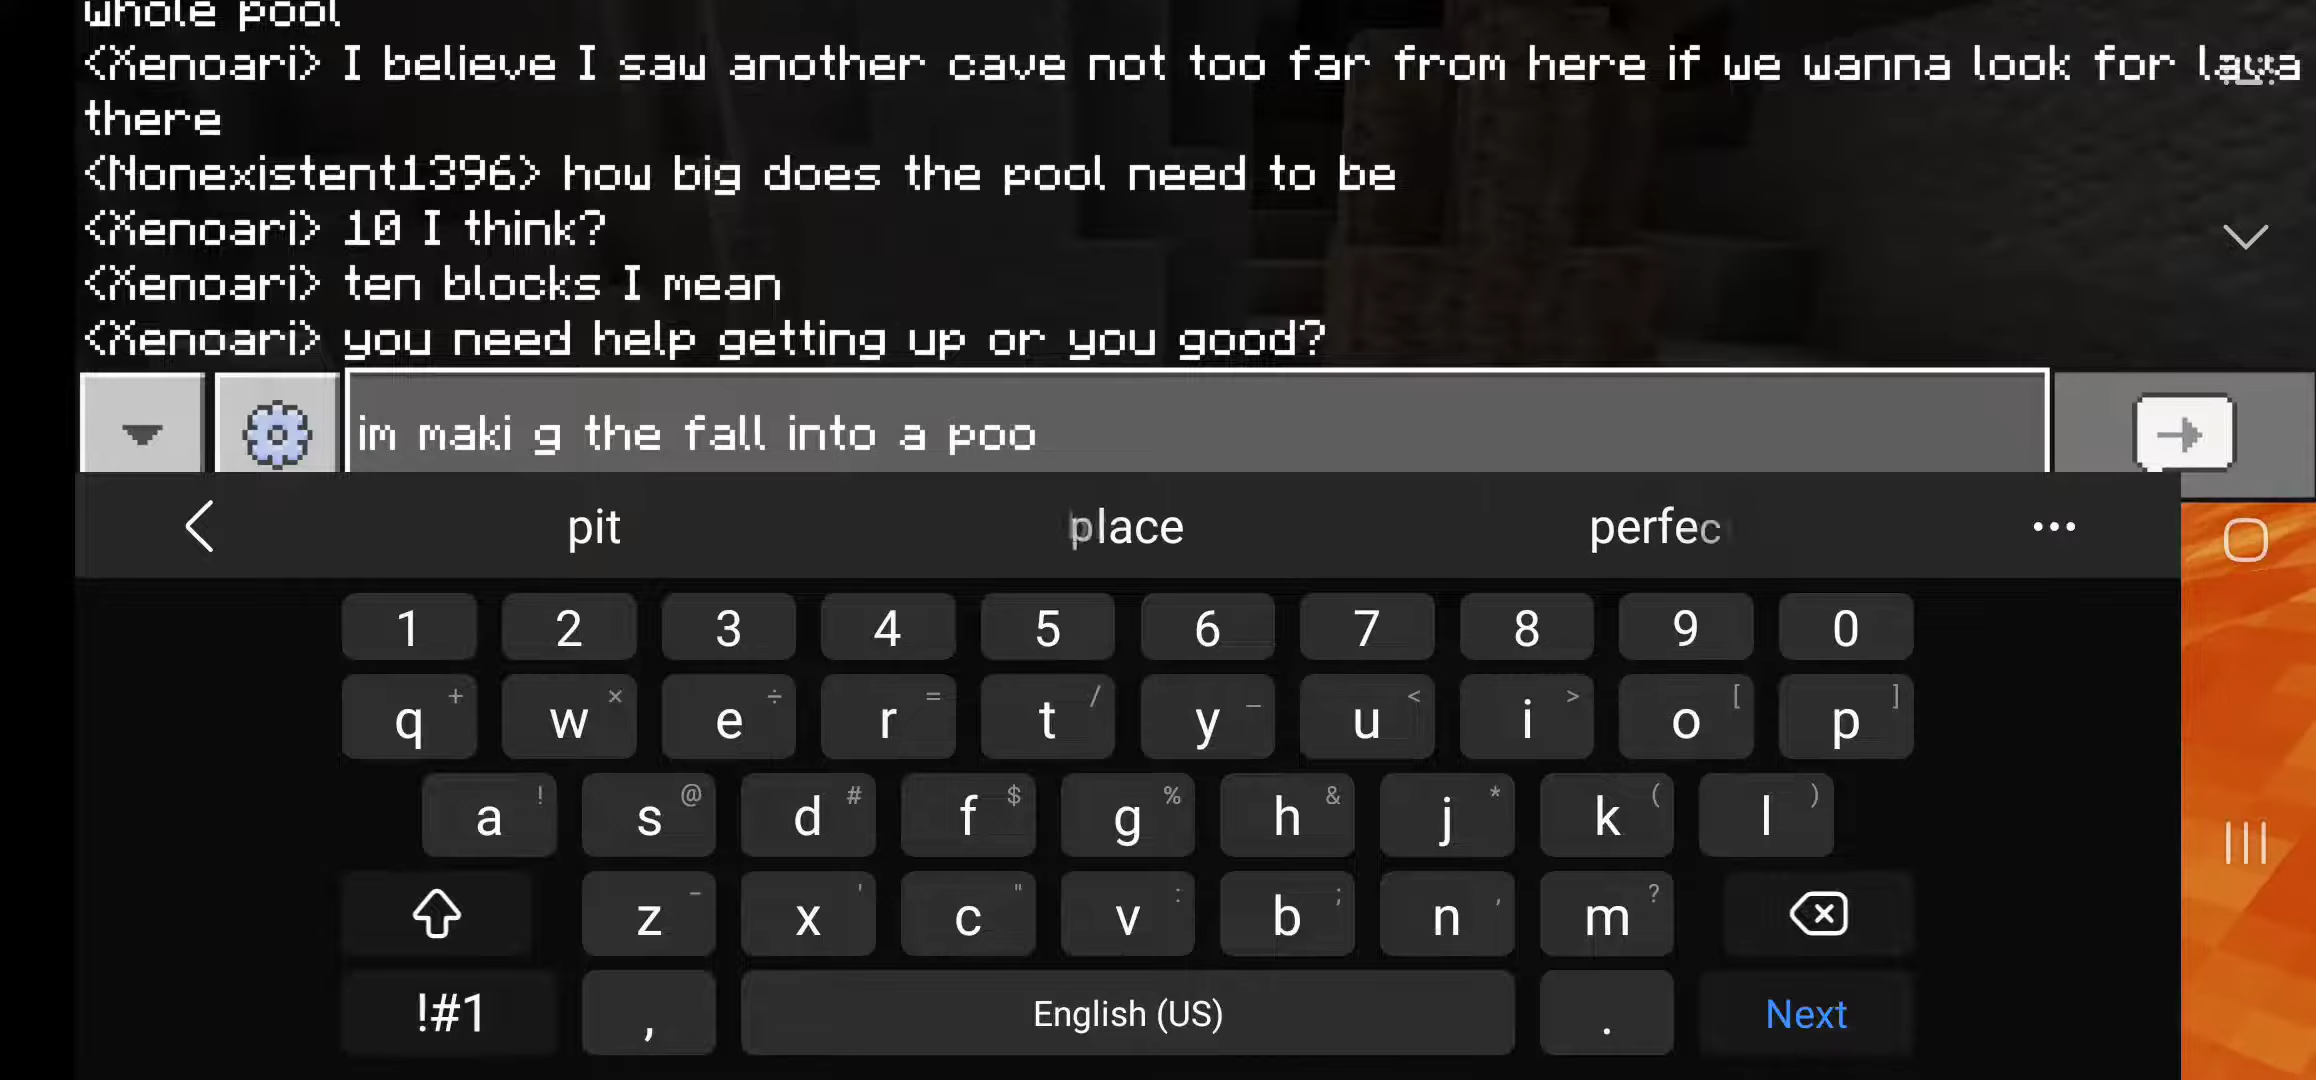 whole pool
<Xenoari> I believe I saw another cave not too far from here if we wanna look for lava
there
<Nonexistent1396> how big does the pool need to be
<Xenoari> 10 I think?
<Xenoari> ten blocks I mean
<Xenoari> you need help getting up or you good?
im maki g the fall into a poo
pit place perfec
1 2 3 4 5 6 7 8 9 0
+ × ÷ = / _ < > [ ]
q w e r t y u i o p
! @ # $ % & * ( )
a s d f g h j k l
- ' " : ; , ?
z x c v b n m
!#1 , English (US) . Next